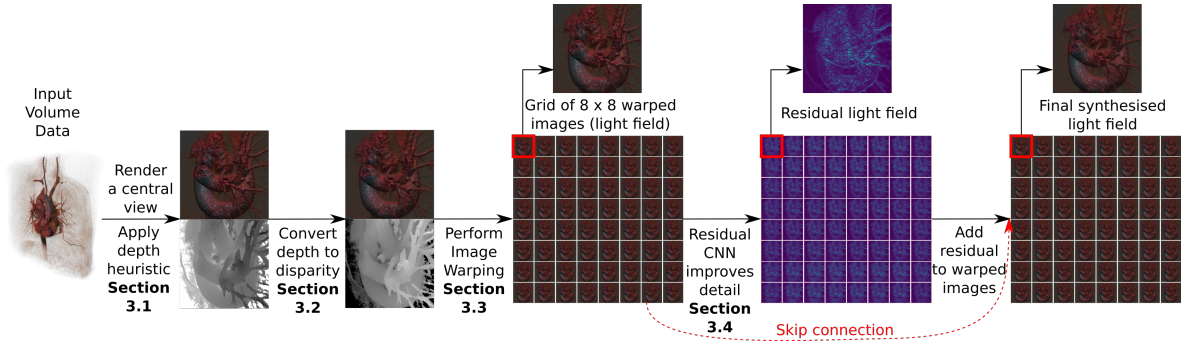 Input
Volume
Data
Render
a central
view
Apply
depth
heuristic
Section
3.1
Convert
depth to
disparity
Section
3.2
Perform
Image
Warping
Section
3.3
Grid of 8 x 8 warped
images (light field)
Residual
CNN
improves
detail
Section
3.4
Residual light field
Add
residual
to warped
images
Final synthesised
light field
Skip connection